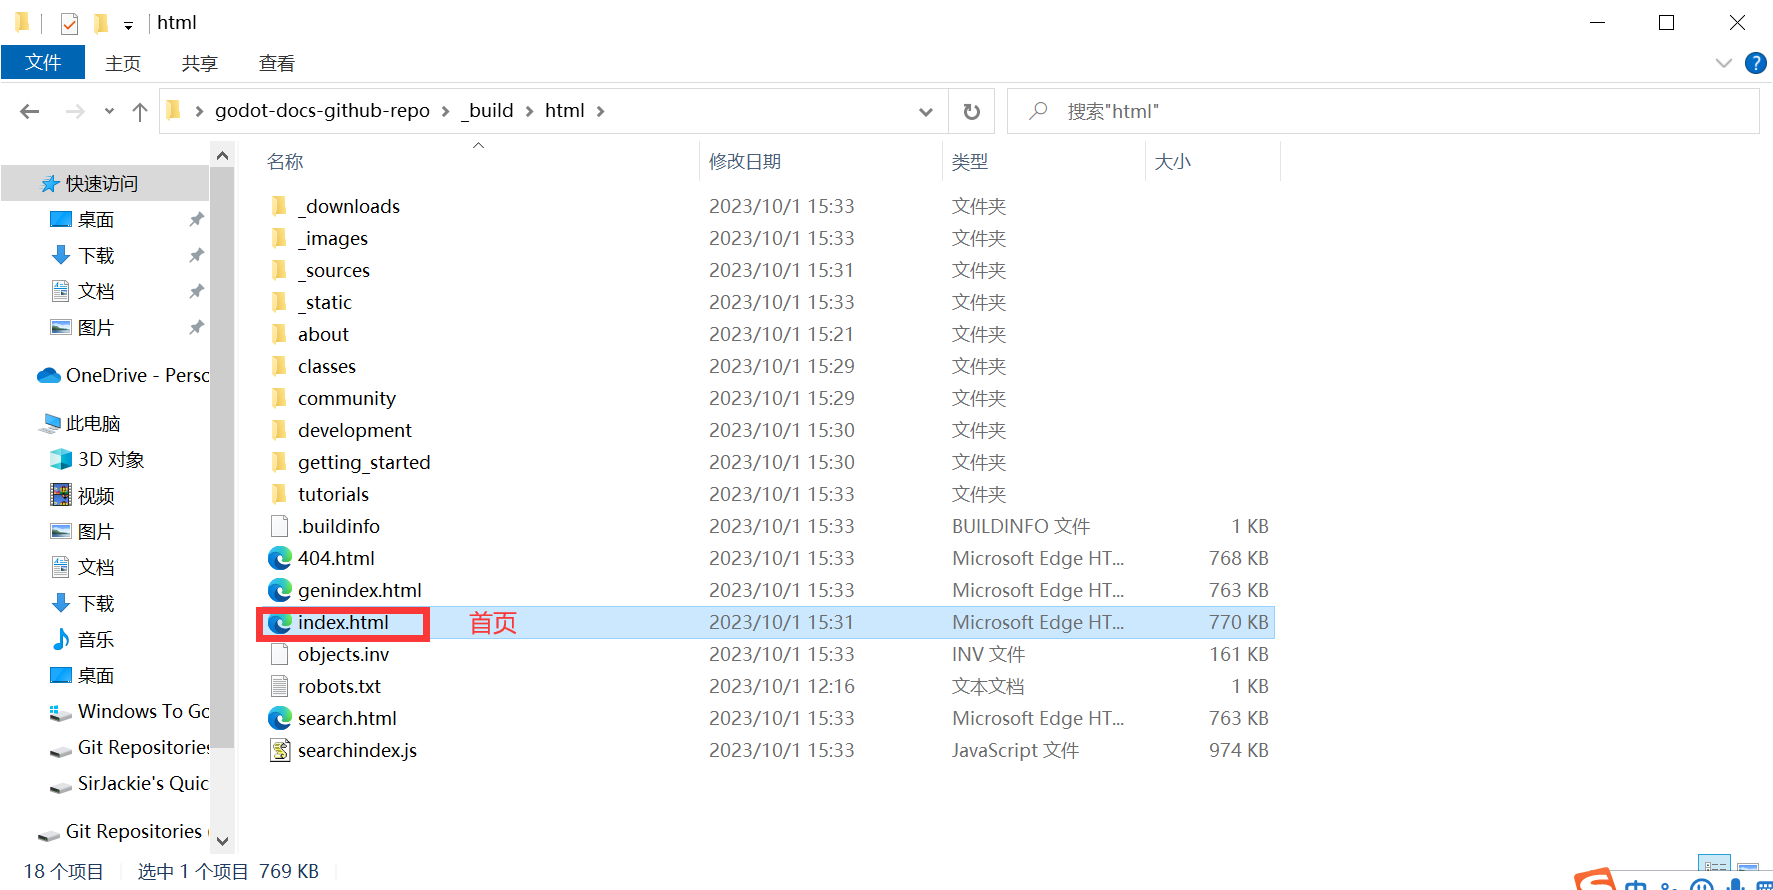 html
文件 主页 共享 查看
godot-docs-github-repo _build html
搜索"html"
名称 修改日期 类型 大小
快速访问
桌面
下载
文档
图片
OneDrive - Perso
此电脑
3D 对象
视频
图片
文档
下载
音乐
桌面
Windows To Go
Git Repositories
SirJackie's Quic
Git Repositories (
_downloads 2023/10/1 15:33 文件夹
_images 2023/10/1 15:33 文件夹
_sources 2023/10/1 15:31 文件夹
_static 2023/10/1 15:33 文件夹
about 2023/10/1 15:21 文件夹
classes 2023/10/1 15:29 文件夹
community 2023/10/1 15:29 文件夹
development 2023/10/1 15:30 文件夹
getting_started 2023/10/1 15:30 文件夹
tutorials 2023/10/1 15:33 文件夹
.buildinfo 2023/10/1 15:33 BUILDINFO 文件 1 KB
404.html 2023/10/1 15:33 Microsoft Edge HT... 768 KB
genindex.html 2023/10/1 15:33 Microsoft Edge HT... 763 KB
index.html 首页 2023/10/1 15:31 Microsoft Edge HT... 770 KB
objects.inv 2023/10/1 15:33 INV 文件 161 KB
robots.txt 2023/10/1 12:16 文本文档 1 KB
search.html 2023/10/1 15:33 Microsoft Edge HT... 763 KB
searchindex.js 2023/10/1 15:33 JavaScript 文件 974 KB
18 个项目 选中 1 个项目 769 KB